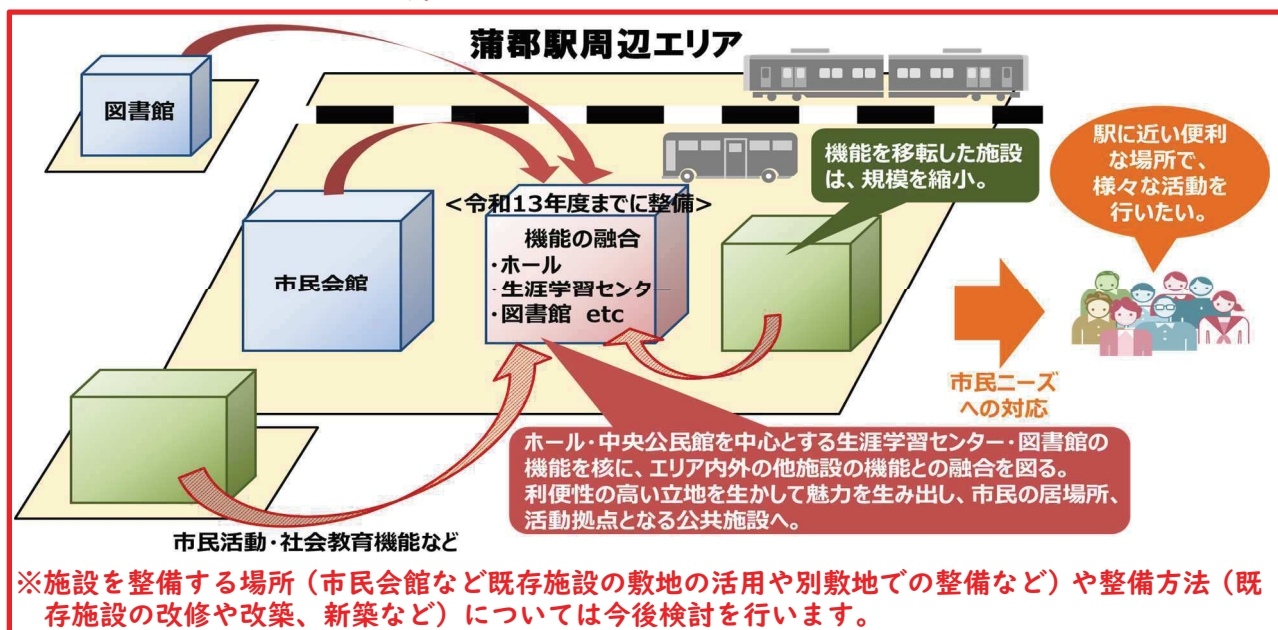 蒲郡駅周辺エリア
図書館
駅に近い便利
な場所で、
様々な活動を
行いたい。
機能を移転した施設
は、規模を縮小。
<令和13年度までに整備>
機能の融合
・ホール
・生涯学習センター
・図書館 etc
市民会館
市民ニーズ
への対応
ホール・中央公民館を中心とする生涯学習センター・図書館の
機能を核に、エリア内外の他施設の機能との融合を図る。
利便性の高い立地を生かして魅力を生み出し、市民の居場所、
活動拠点となる公共施設へ。
市民活動・社会教育機能など
※施設を整備する場所（市民会館など既存施設の敷地の活用や別敷地での整備など）や整備方法（既
存施設の改修や改築、新築など）については今後検討を行います。